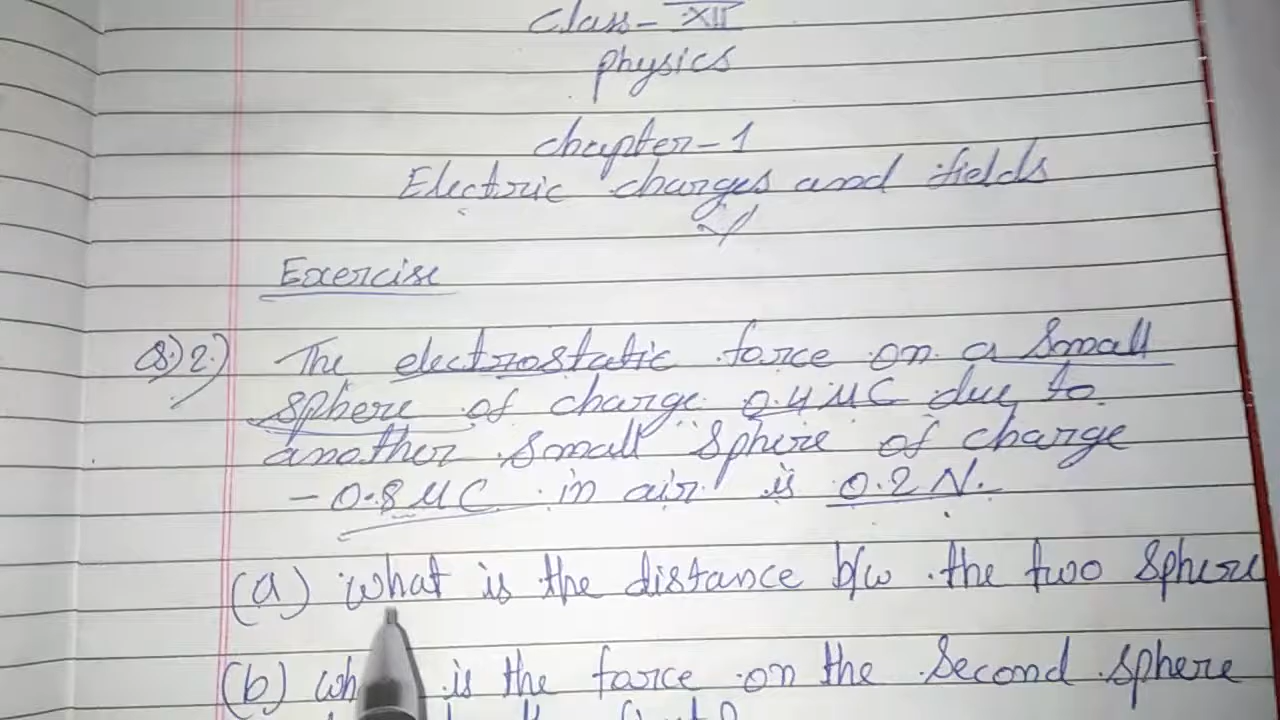 Class - XII
physics
chapter - 1
Electric charges and fields
Exercise
Q.) 2.) The electrostatic force on a small
sphere of charge 0.4 μC due to
another small sphere of charge
- 0.8 μC in air is 0.2 N.
(a) what is the distance b/w the two sphere
(b) is the force on the second sphere